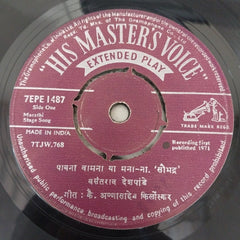 "HIS MASTER'S VOICE"
EXTENDED PLAY
TRADE MARK REGD.
7EPE 1487
Side One
Marathi
Stage Song
MADE IN INDIA
7TJW.768
Recording first
published 1971
पावना वामना या मना-ना. 'सौभद्र'
वसंतराव देशपांडे
गीत : कै. अण्णासाहेब किर्लोस्कर
Unauthorised public performance, broadcasting and copying of this record prohibited